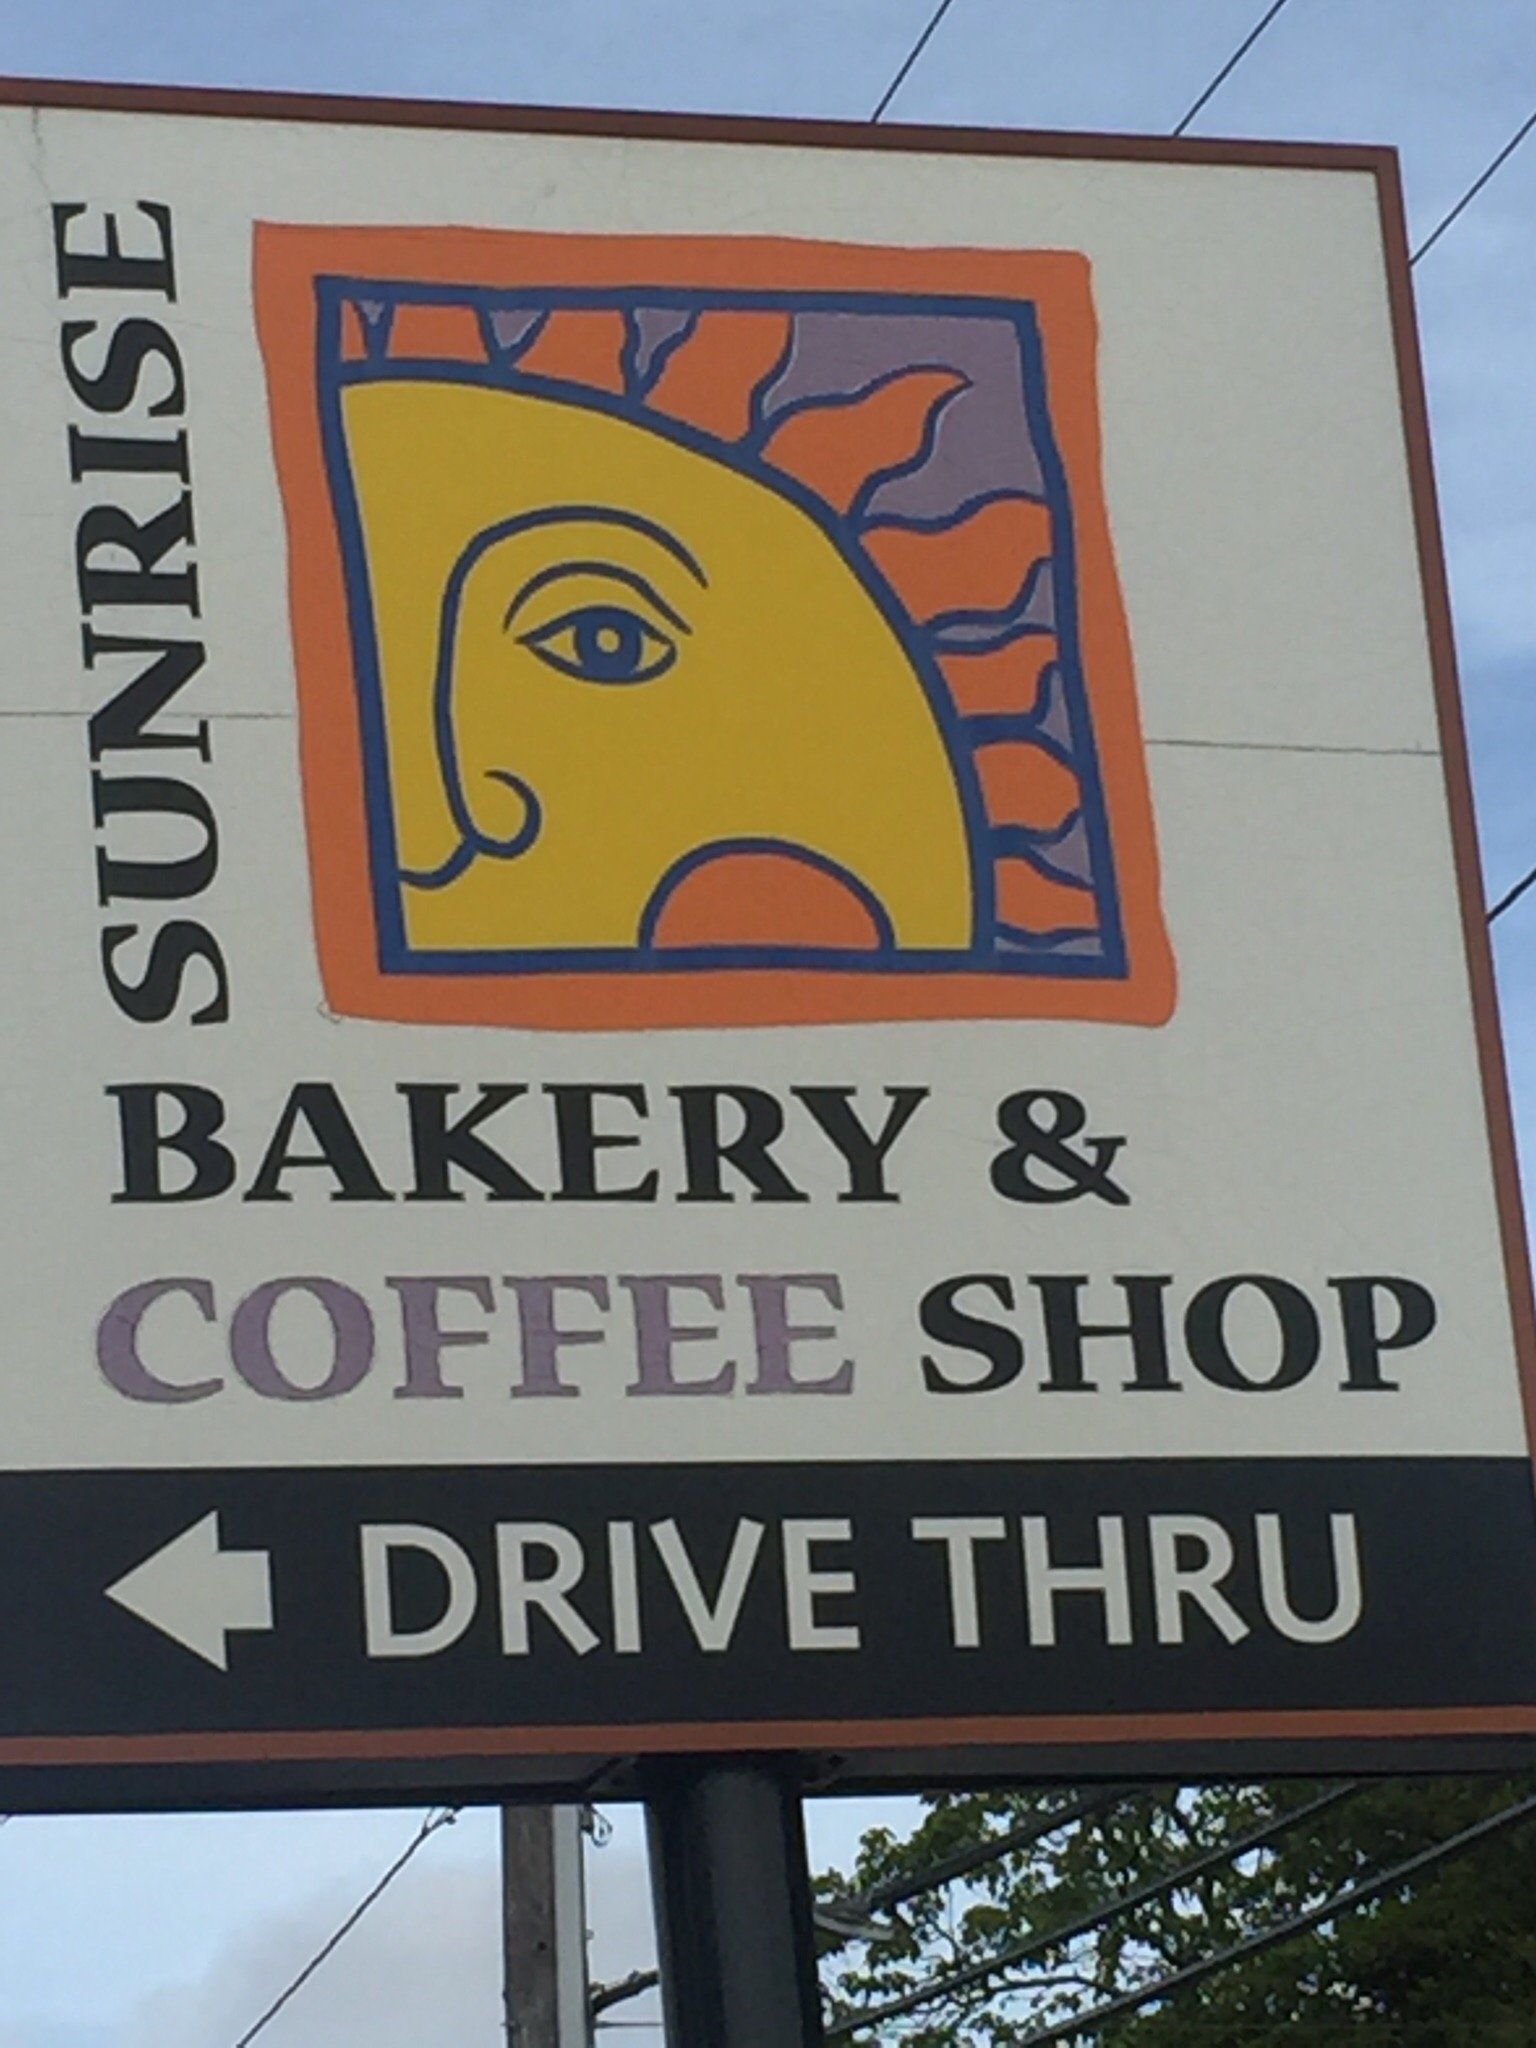 SUNRISE
BAKERY &
COFFEE SHOP
DRIVE THRU